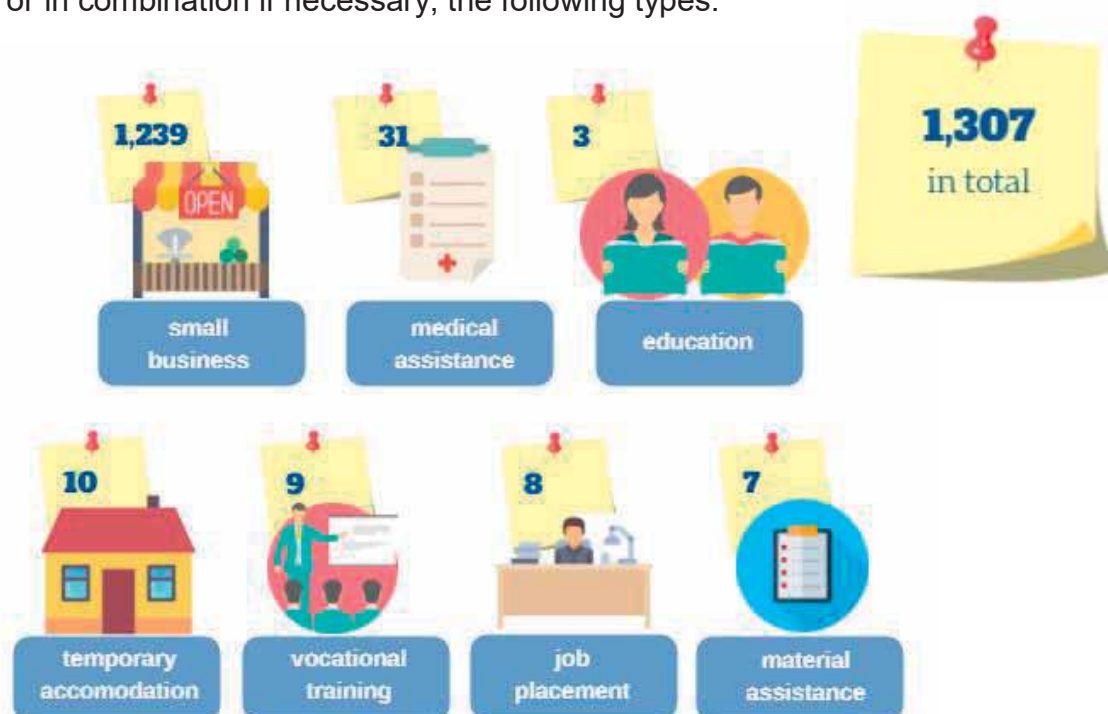 or in combination if necessary, the following types:
1,307
in total
1,239
31
3
OPEN
small
business
medical
assistance
education
10
9
8
7
temporary
accomodation
vocational
training
job
placement
material
assistance